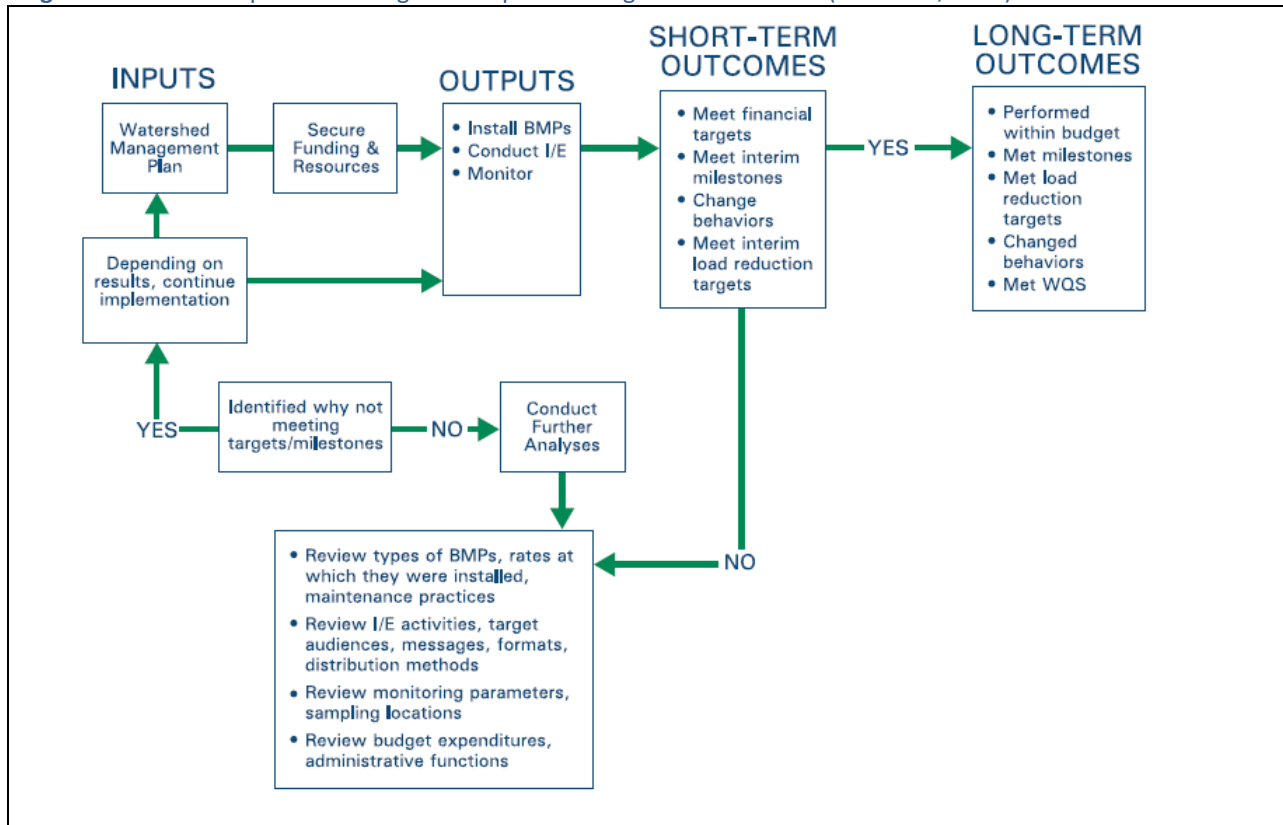 INPUTS
Watershed
Management
Plan
Secure
Funding &
Resources
OUTPUTS
• Install BMPs
• Conduct I/E
• Monitor
SHORT-TERM
OUTCOMES
• Meet financial
targets
• Meet interim
milestones
• Change
behaviors
• Meet interim
load reduction
targets
YES
LONG-TERM
OUTCOMES
• Performed
within budget
• Met milestones
• Met load
reduction
targets
• Changed
behaviors
• Met WQS
Depending on
results, continue
implementation
YES
Identified why not
meeting
targets/milestones
NO
Conduct
Further
Analyses
NO
• Review types of BMPs, rates at
which they were installed,
maintenance practices
• Review I/E activities, target
audiences, messages, formats,
distribution methods
• Review monitoring parameters,
sampling locations
• Review budget expenditures,
administrative functions